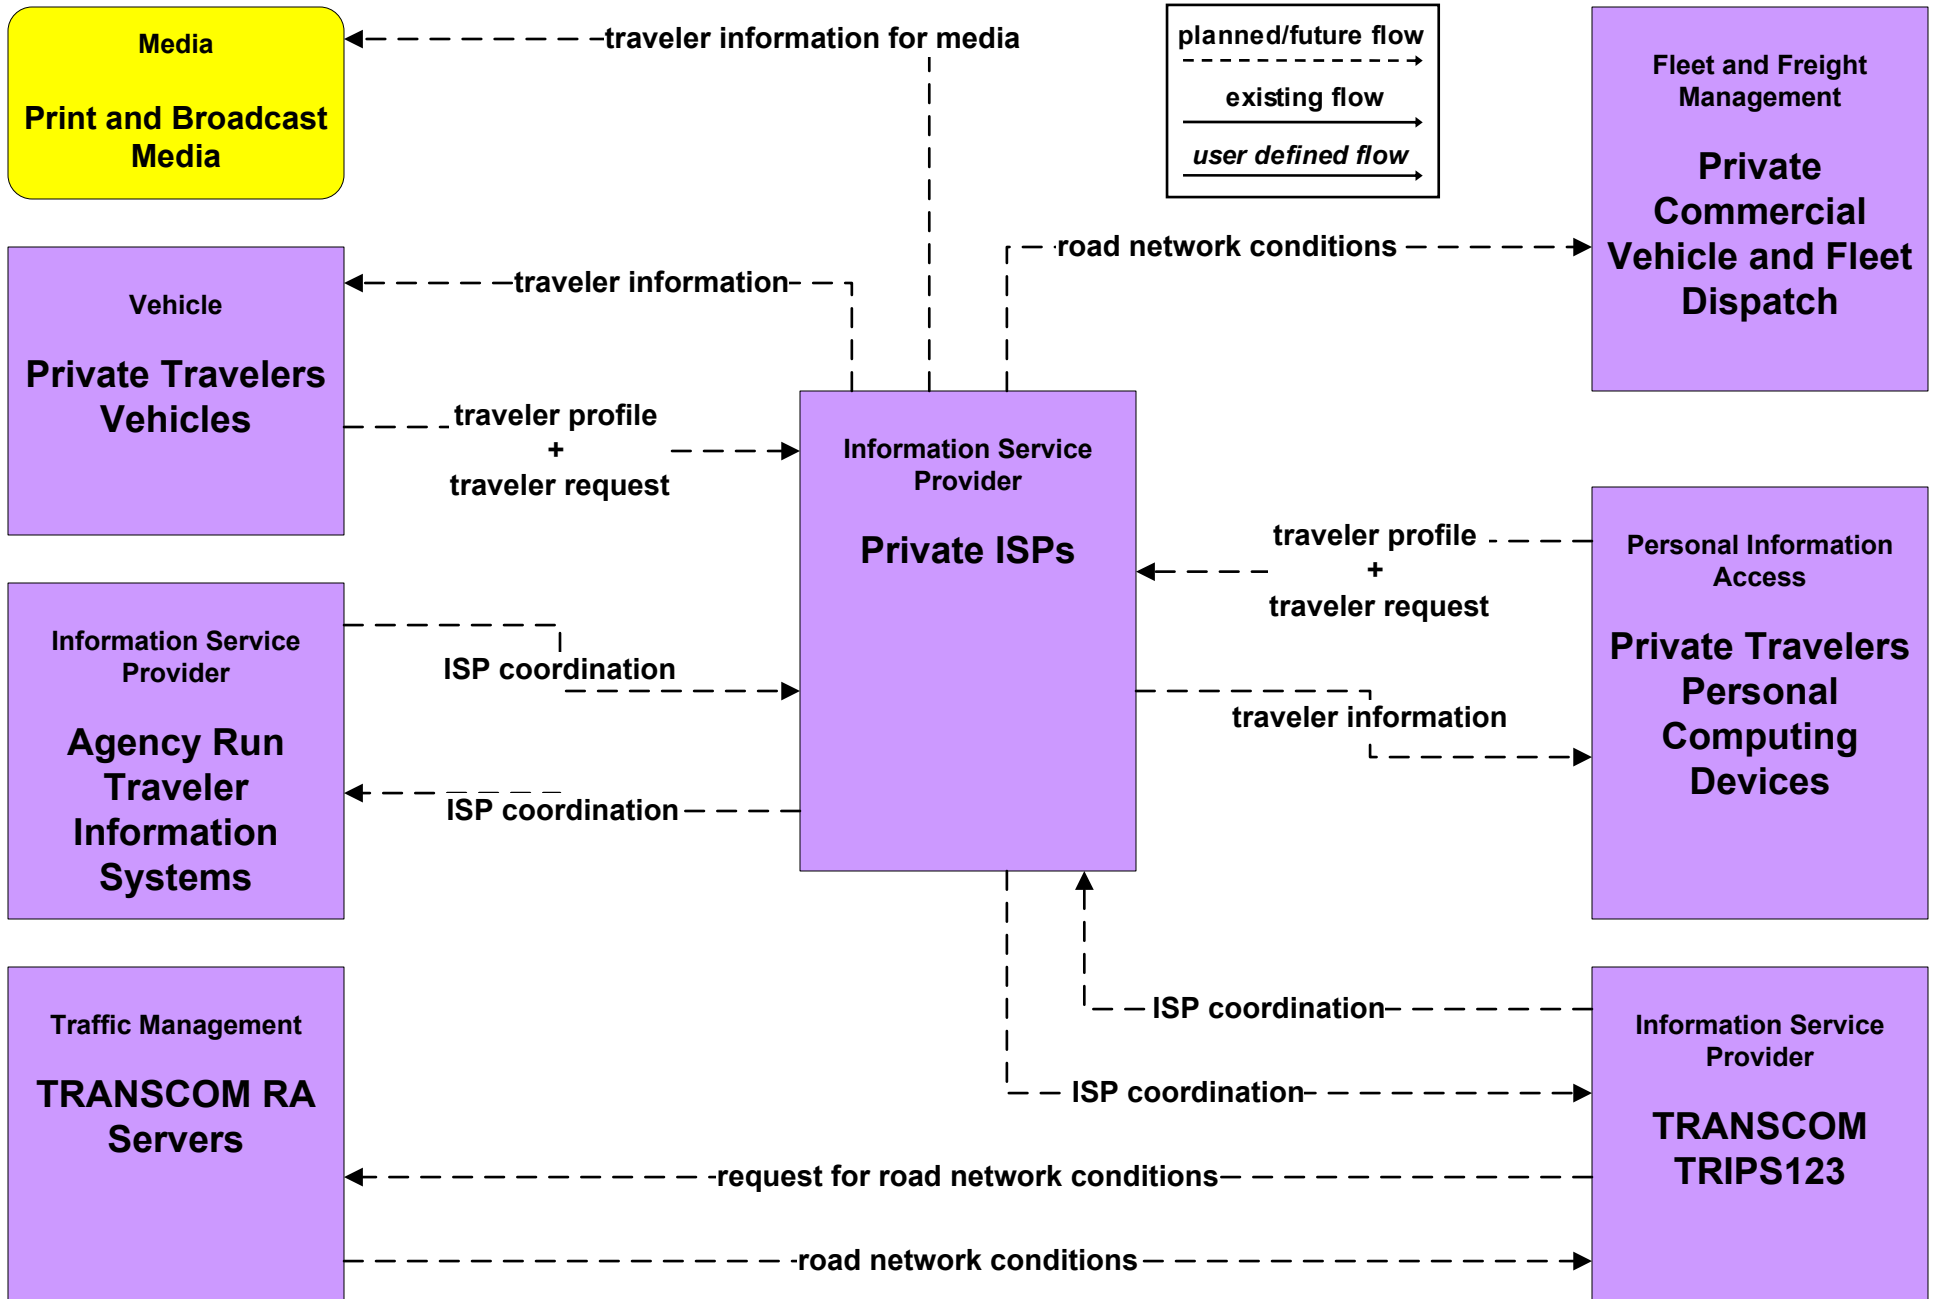 Media
Print and Broadcast
Media
traveler information for media
planned/future flow
existing flow
user defined flow
Fleet and Freight
Management
Private
Commercial
Vehicle and Fleet
Dispatch
road network conditions
traveler information
Vehicle
Private Travelers
Vehicles
traveler profile
+
traveler request
Information Service
Provider
Private ISPs
traveler profile
+
traveler request
Personal Information
Access
Private Travelers
Personal
Computing
Devices
traveler information
Information Service
Provider
Agency Run
Traveler
Information
Systems
ISP coordination
ISP coordination
Traffic Management
TRANSCOM RA
Servers
ISP coordination
ISP coordination
Information Service
Provider
TRANSCOM
TRIPS123
request for road network conditions
road network conditions